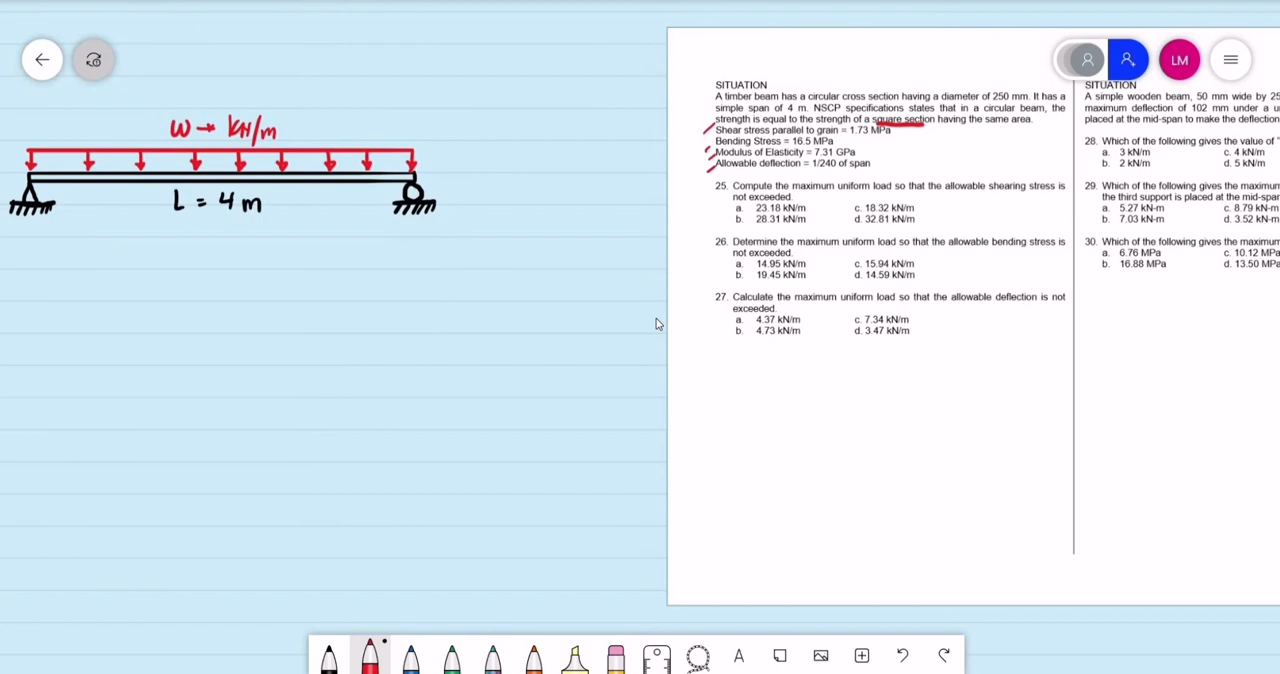 ω → kN/m
L = 4 m
SITUATION
A timber beam has a circular cross section having a diameter of 250 mm. It has a
simple span of 4 m. NSCP specifications states that in a circular beam, the
strength is equal to the strength of a square section having the same area.
Shear stress parallel to grain = 1.73 MPa
Bending Stress = 16.5 MPa
Modulus of Elasticity = 7.31 GPa
Allowable deflection = 1/240 of span
25. Compute the maximum uniform load so that the allowable shearing stress is
not exceeded.
a. 23.18 kN/m c. 18.32 kN/m
b. 28.31 kN/m d. 32.81 kN/m
26. Determine the maximum uniform load so that the allowable bending stress is
not exceeded.
a. 14.95 kN/m c. 15.94 kN/m
b. 19.45 kN/m d. 14.59 kN/m
27. Calculate the maximum uniform load so that the allowable deflection is not
exceeded.
a. 4.37 kN/m c. 7.34 kN/m
b. 4.73 kN/m d. 3.47 kN/m
SITUATION
A simple wooden beam, 50 mm wide by 25
maximum deflection of 102 mm under a u
placed at the mid-span to make the deflection
28. Which of the following gives the value of "
a. 3 kN/m c. 4 kN/m
b. 2 kN/m d. 5 kN/m
29. Which of the following gives the maximum
the third support is placed at the mid-spar
a. 5.27 kN-m c. 8.79 kN-m
b. 7.03 kN-m d. 3.52 kN-m
30. Which of the following gives the maximum
a. 6.76 MPa c. 10.12 MPa
b. 16.88 MPa d. 13.50 MPa
LM
A